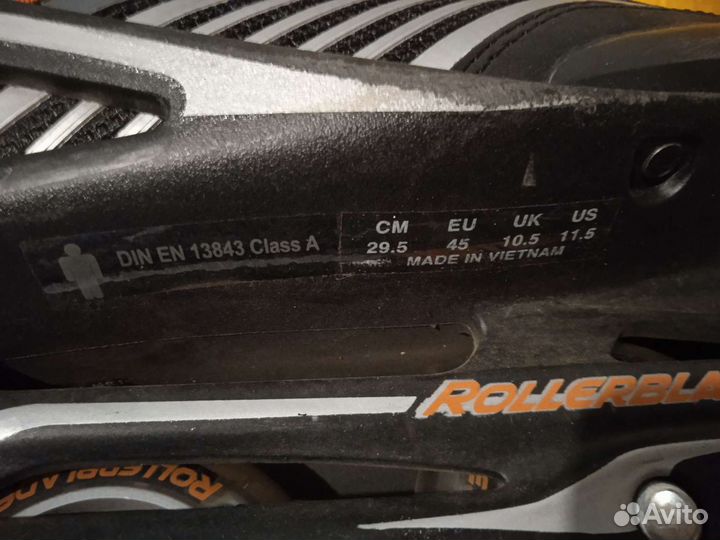 DIN EN 13843 Class A
CM EU UK US
29.5 45 10.5 11.5
MADE IN VIETNAM
ROLLERBLA
ROLLERBLADE
Avito